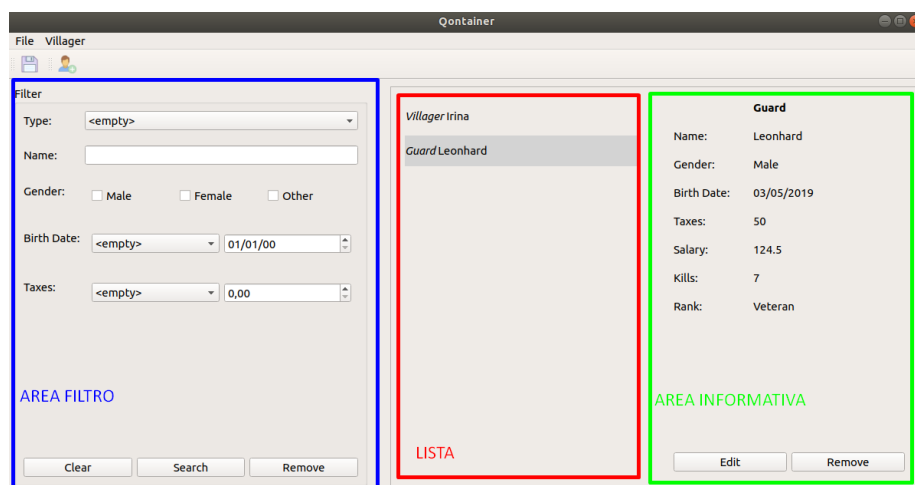 Qontainer
File Villager
Filter
Type: <empty>
Name:
Gender: Male Female Other
Birth Date: <empty> 01/01/00
Taxes: <empty> 0,00
AREA FILTRO
Clear Search Remove
Villager Irina
Guard Leonhard
LISTA
Guard
Name: Leonhard
Gender: Male
Birth Date: 03/05/2019
Taxes: 50
Salary: 124.5
Kills: 7
Rank: Veteran
AREA INFORMATIVA
Edit Remove